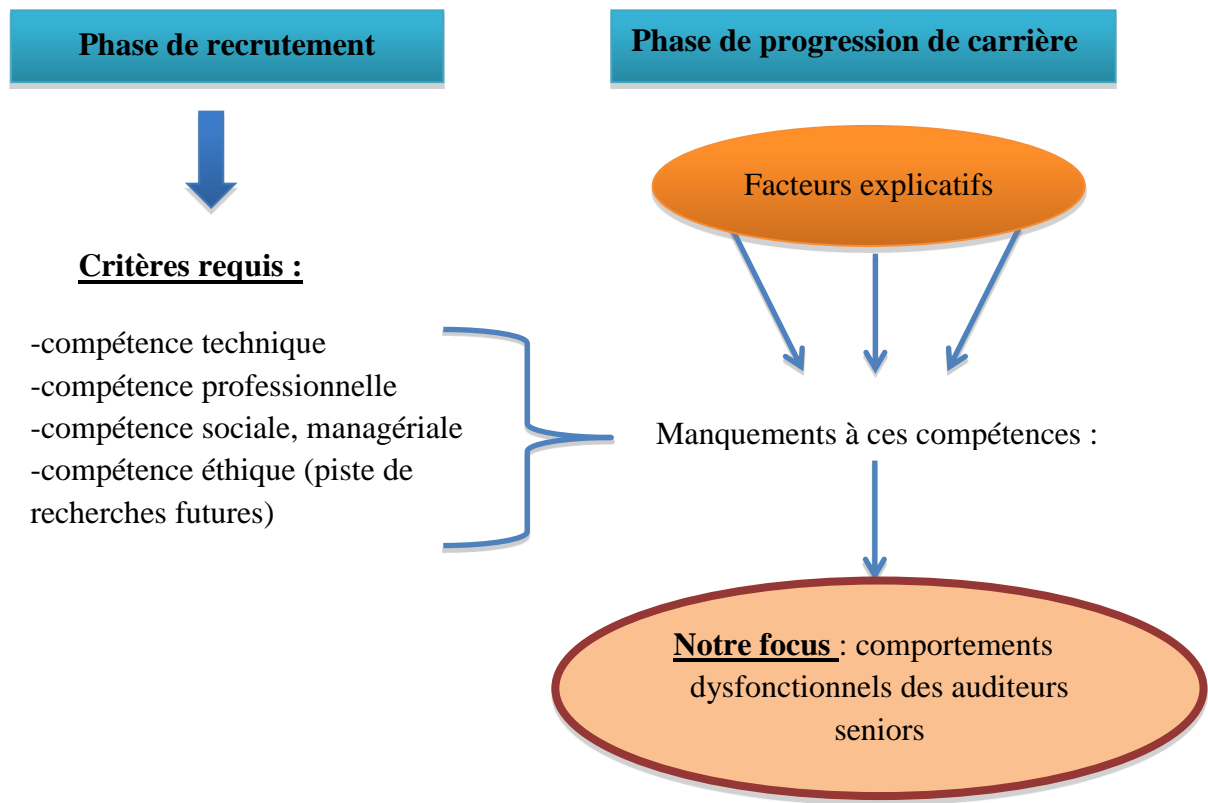 Phase de recrutement
Critères requis :
-compétence technique
-compétence professionnelle
-compétence sociale, managériale
-compétence éthique (piste de
recherches futures)
Phase de progression de carrière
Facteurs explicatifs
Manquements à ces compétences :
Notre focus : comportements
dysfonctionnels des auditeurs
seniors